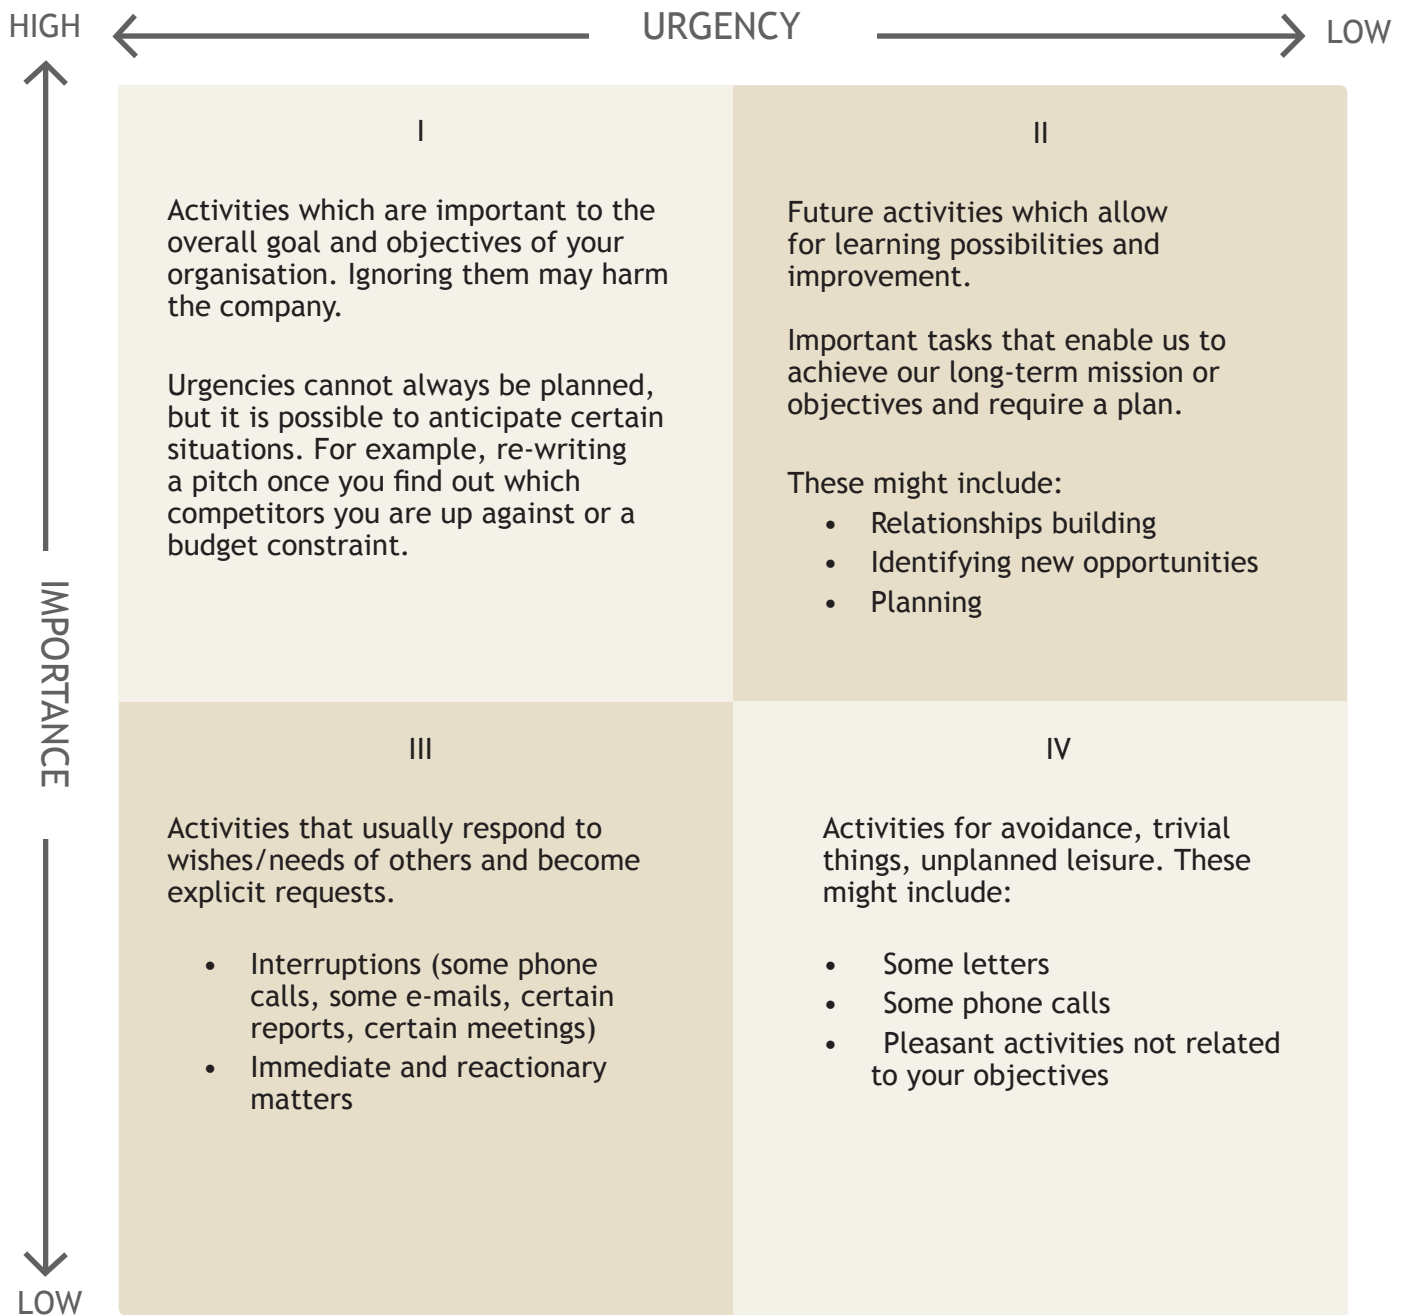 HIGH
URGENCY
LOW
IMPORTANCE
LOW
I
Activities which are important to the
overall goal and objectives of your
organisation. Ignoring them may harm
the company.
Urgencies cannot always be planned,
but it is possible to anticipate certain
situations. For example, re-writing
a pitch once you find out which
competitors you are up against or a
budget constraint.
II
Future activities which allow
for learning possibilities and
improvement.
Important tasks that enable us to
achieve our long-term mission or
objectives and require a plan.
These might include:
• Relationships building
• Identifying new opportunities
• Planning
III
Activities that usually respond to
wishes/needs of others and become
explicit requests.
• Interruptions (some phone
calls, some e-mails, certain
reports, certain meetings)
• Immediate and reactionary
matters
IV
Activities for avoidance, trivial
things, unplanned leisure. These
might include:
• Some letters
• Some phone calls
• Pleasant activities not related
to your objectives